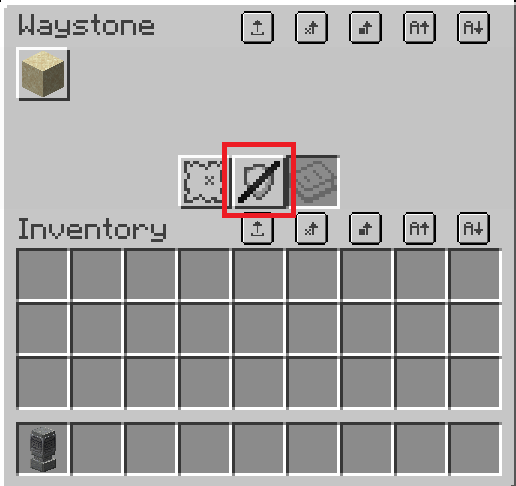 Waystone
A↑ A↓
Inventory
A↑ A↓